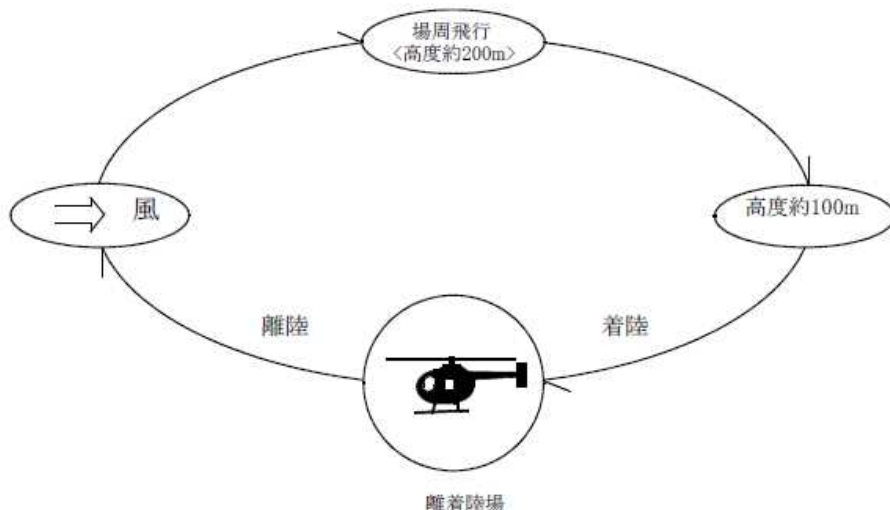 場周飛行
<高度約200m>
風
高度約100m
離陸
着陸
離着陸場